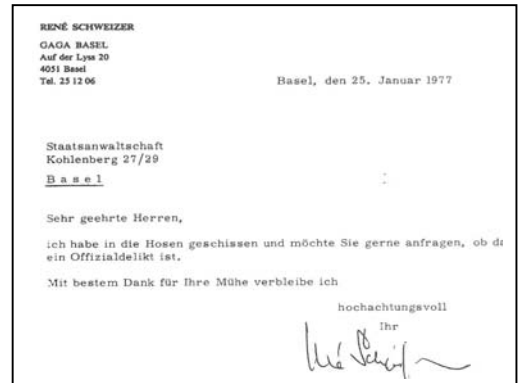 RENÉ SCHWEIZER
GAGA BASEL
Auf der Lyss 20
4051 Basel
Tel. 25 12 06
Basel, den 25. Januar 1977
Staatsanwaltschaft
Kohlenberg 27/29
Basel
Sehr geehrte Herren,
ich habe in die Hosen geschissen und möchte Sie gerne anfragen, ob
ein Offizialdelikt ist.
Mit bestem Dank für Ihre Mühe verbleibe ich
hochachtungsvoll
Ihr